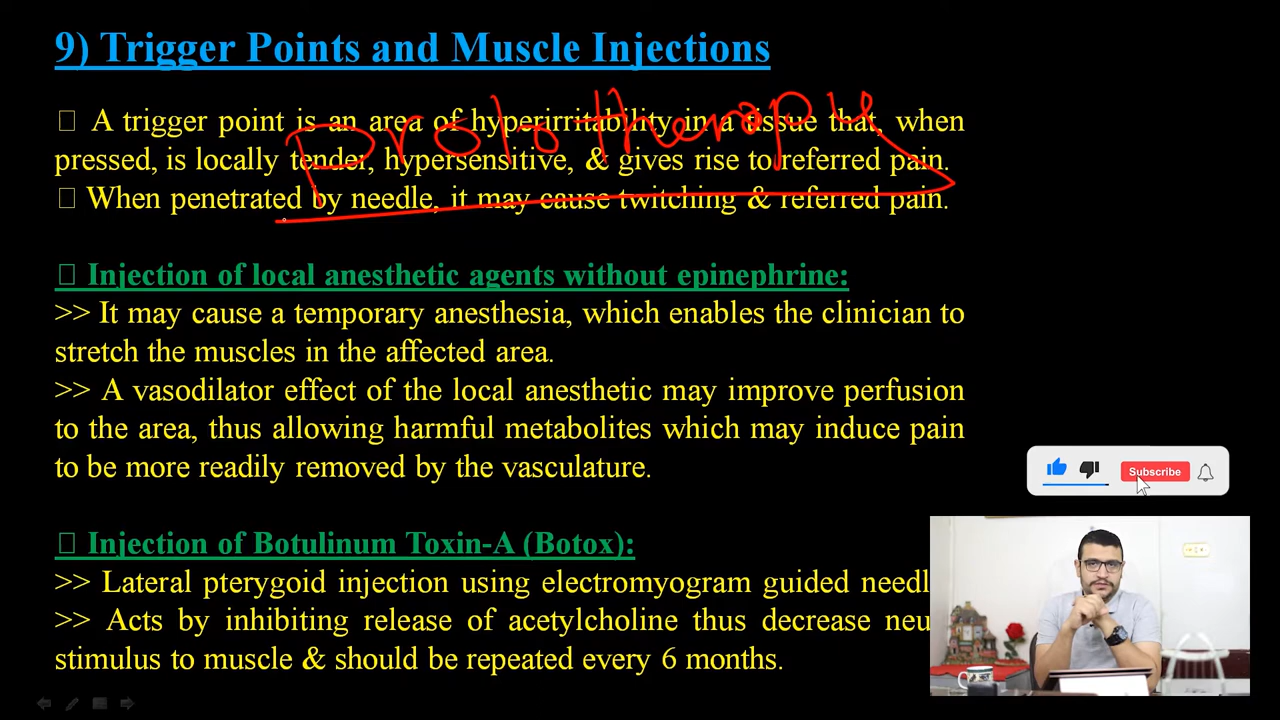 9) Trigger Points and Muscle Injections
A trigger point is an area of hyperirritability in a tissue that, when
pressed, is locally tender, hypersensitive, & gives rise to referred pain.
When penetrated by needle, it may cause twitching & referred pain.
Prolotherapy
Injection of local anesthetic agents without epinephrine:
>> It may cause a temporary anesthesia, which enables the clinician to
stretch the muscles in the affected area.
>> A vasodilator effect of the local anesthetic may improve perfusion
to the area, thus allowing harmful metabolites which may induce pain
to be more readily removed by the vasculature.
Subscribe
Injection of Botulinum Toxin-A (Botox):
>> Lateral pterygoid injection using electromyogram guided needl
>> Acts by inhibiting release of acetylcholine thus decrease neu
stimulus to muscle & should be repeated every 6 months.